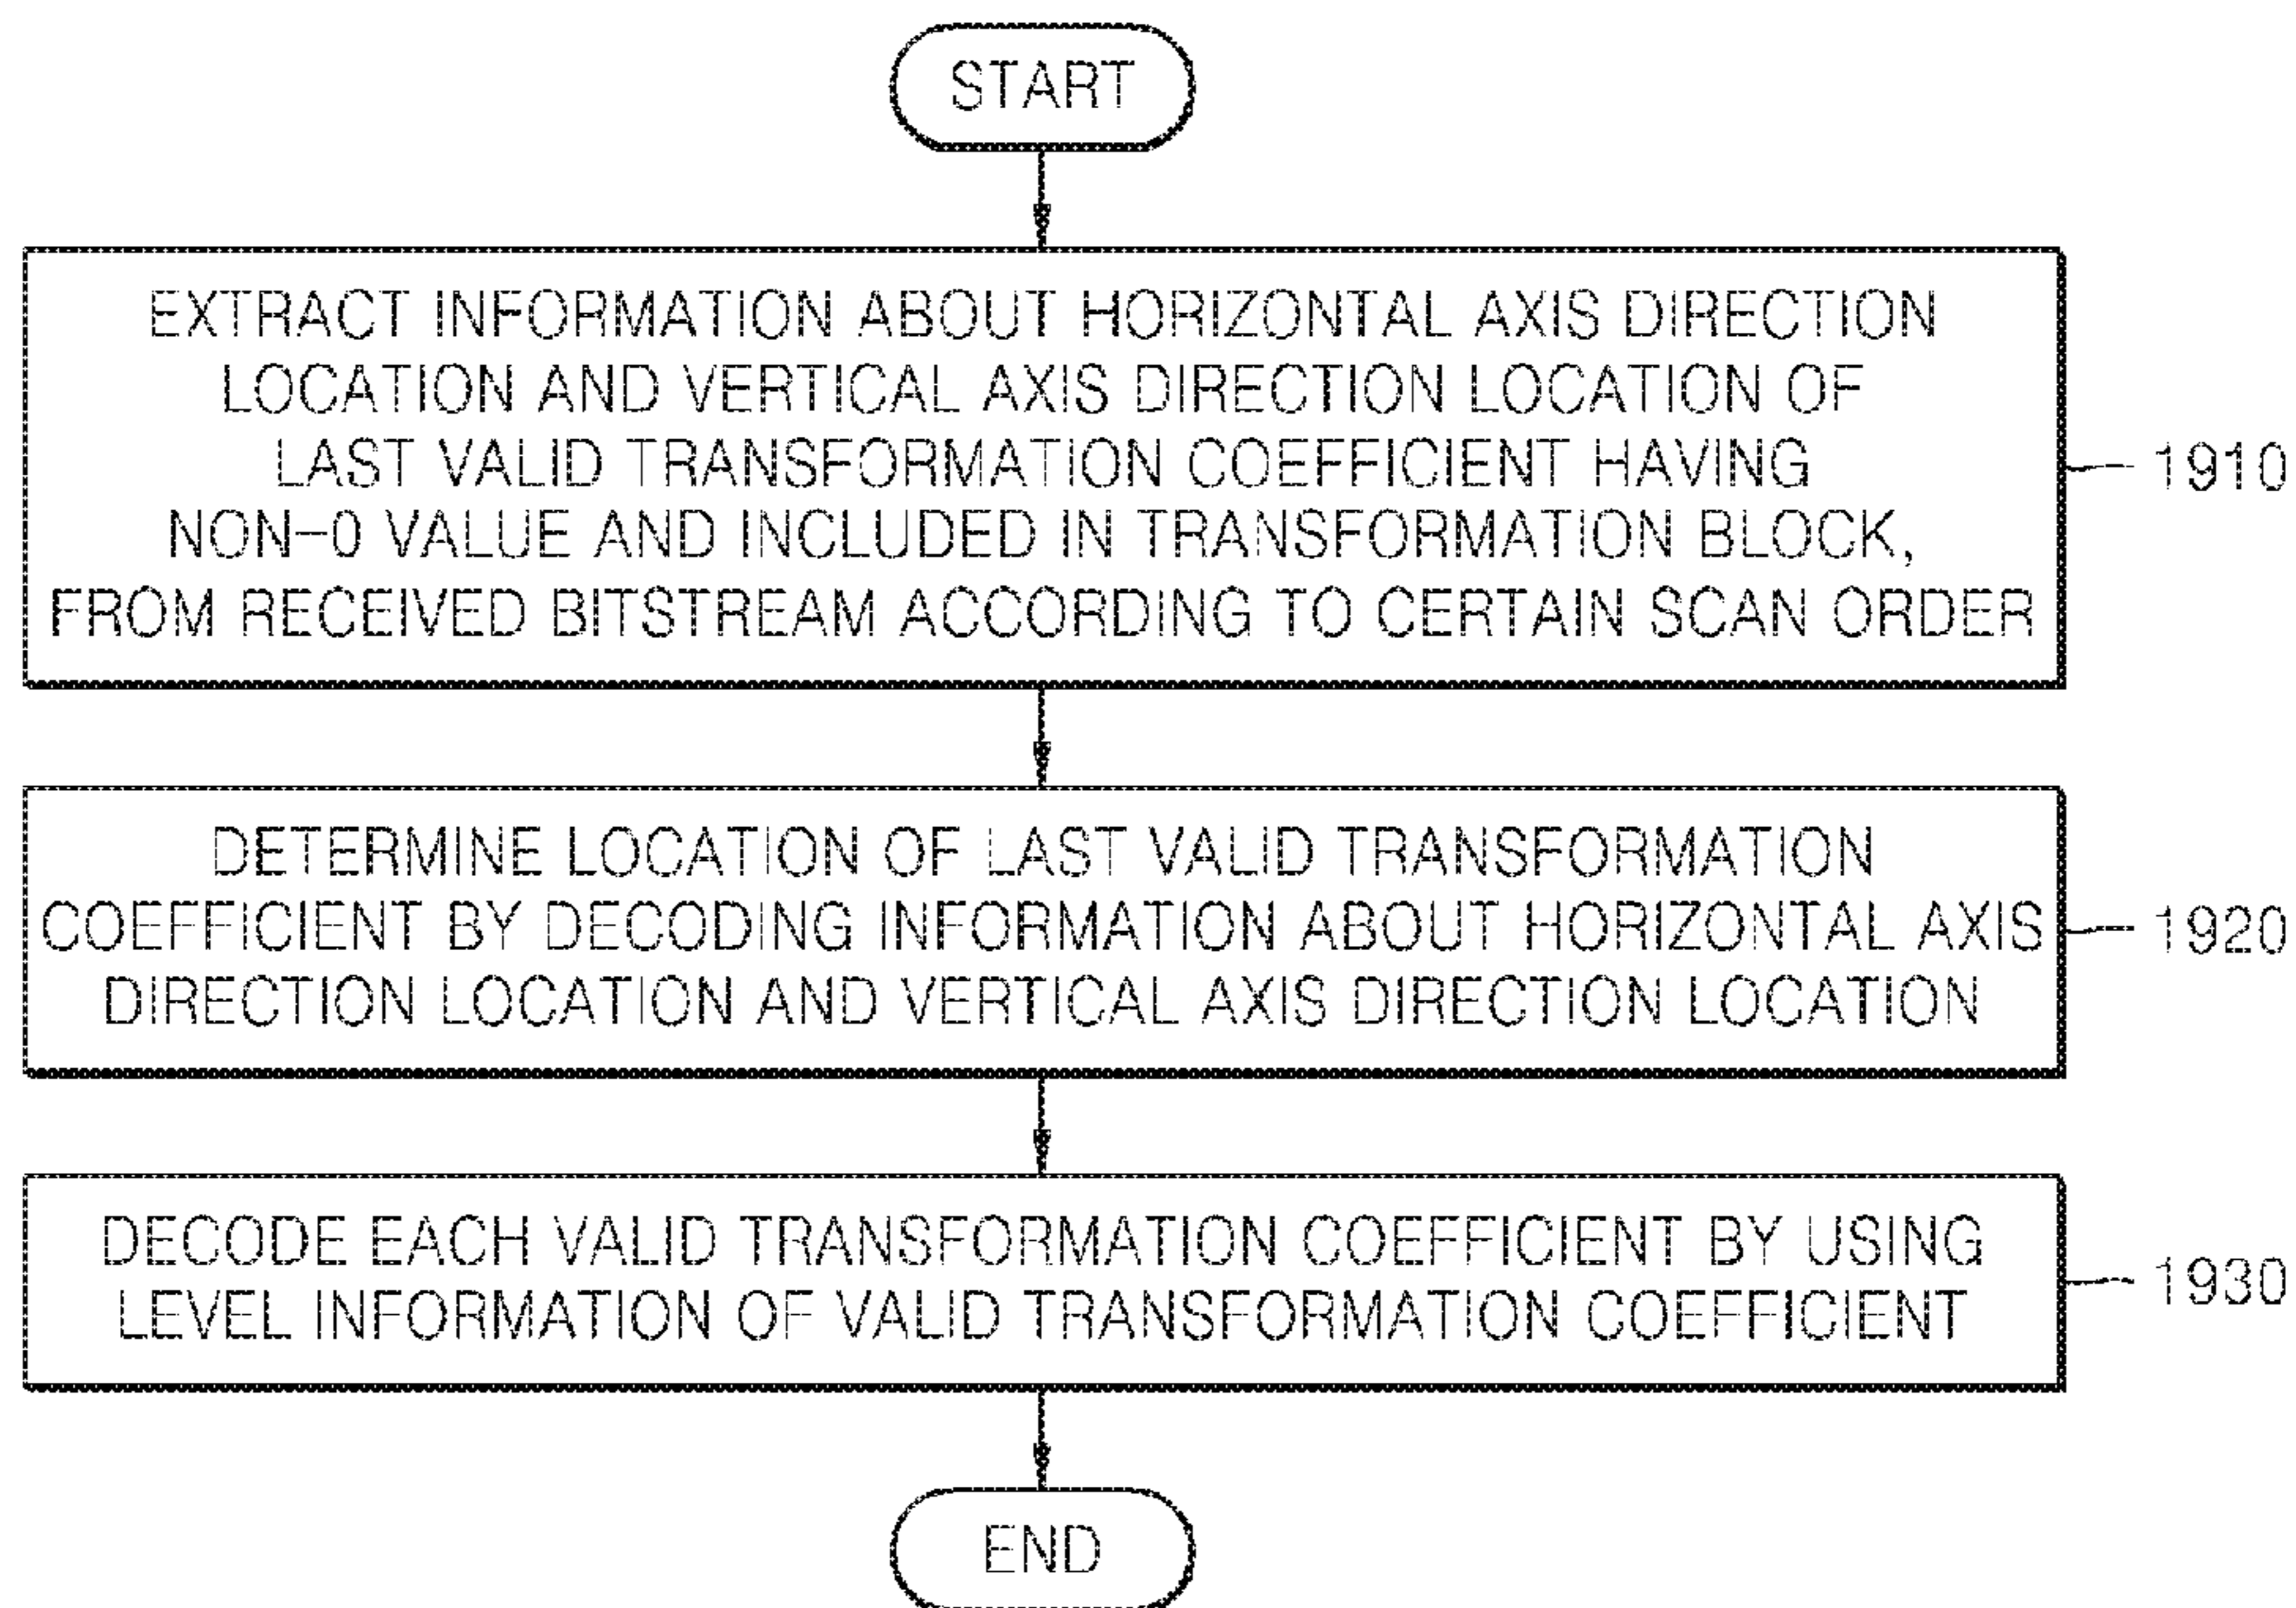 START
EXTRACT INFORMATION ABOUT HORIZONTAL AXIS DIRECTION
LOCATION AND VERTICAL AXIS DIRECTION LOCATION OF
LAST VALID TRANSFORMATION COEFFICIENT HAVING
NON-0 VALUE AND INCLUDED IN TRANSFORMATION BLOCK,
FROM RECEIVED BITSTREAM ACCORDING TO CERTAIN SCAN ORDER
1910
DETERMINE LOCATION OF LAST VALID TRANSFORMATION
COEFFICIENT BY DECODING INFORMATION ABOUT HORIZONTAL AXIS
DIRECTION LOCATION AND VERTICAL AXIS DIRECTION LOCATION
1920
DECODE EACH VALID TRANSFORMATION COEFFICIENT BY USING
LEVEL INFORMATION OF VALID TRANSFORMATION COEFFICIENT
1930
END